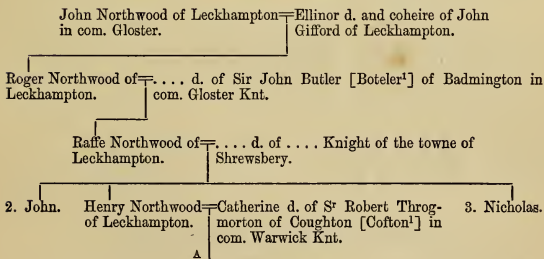 John Northwood of Leckhampton=Ellinor d. and coheire of John
in com. Gloster. Gifford of Leckhampton.
Roger Northwood of=. . . . d. of Sir John Butler [Boteler¹] of Badmington in
Leckhampton. com. Gloster Knt.
Raffe Northwood of=. . . . d. of . . . . Knight of the towne of
Leckhampton. Shrewsbery.
2. John. Henry Northwood=Catherine d. of Sʳ Robert Throg- 3. Nicholas.
of Leckhampton. morton of Coughton [Cofton¹] in
com. Warwick Knt.
A